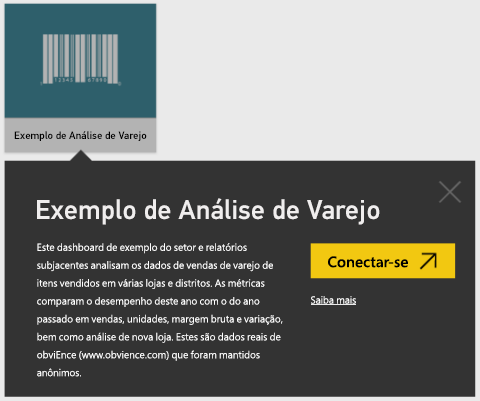 Exemplo de Análise de Varejo
Exemplo de Análise de Varejo
Este dashboard de exemplo do setor e relatórios
subjacentes analisam os dados de vendas de varejo de
itens vendidos em várias lojas e distritos. As métricas
comparam o desempenho deste ano com o do ano
passado em vendas, unidades, margem bruta e variação,
bem como análise de nova loja. Estes são dados reais de
obviEnce (www.obvience.com) que foram mantidos
anônimos.
Conectar-se
Saiba mais